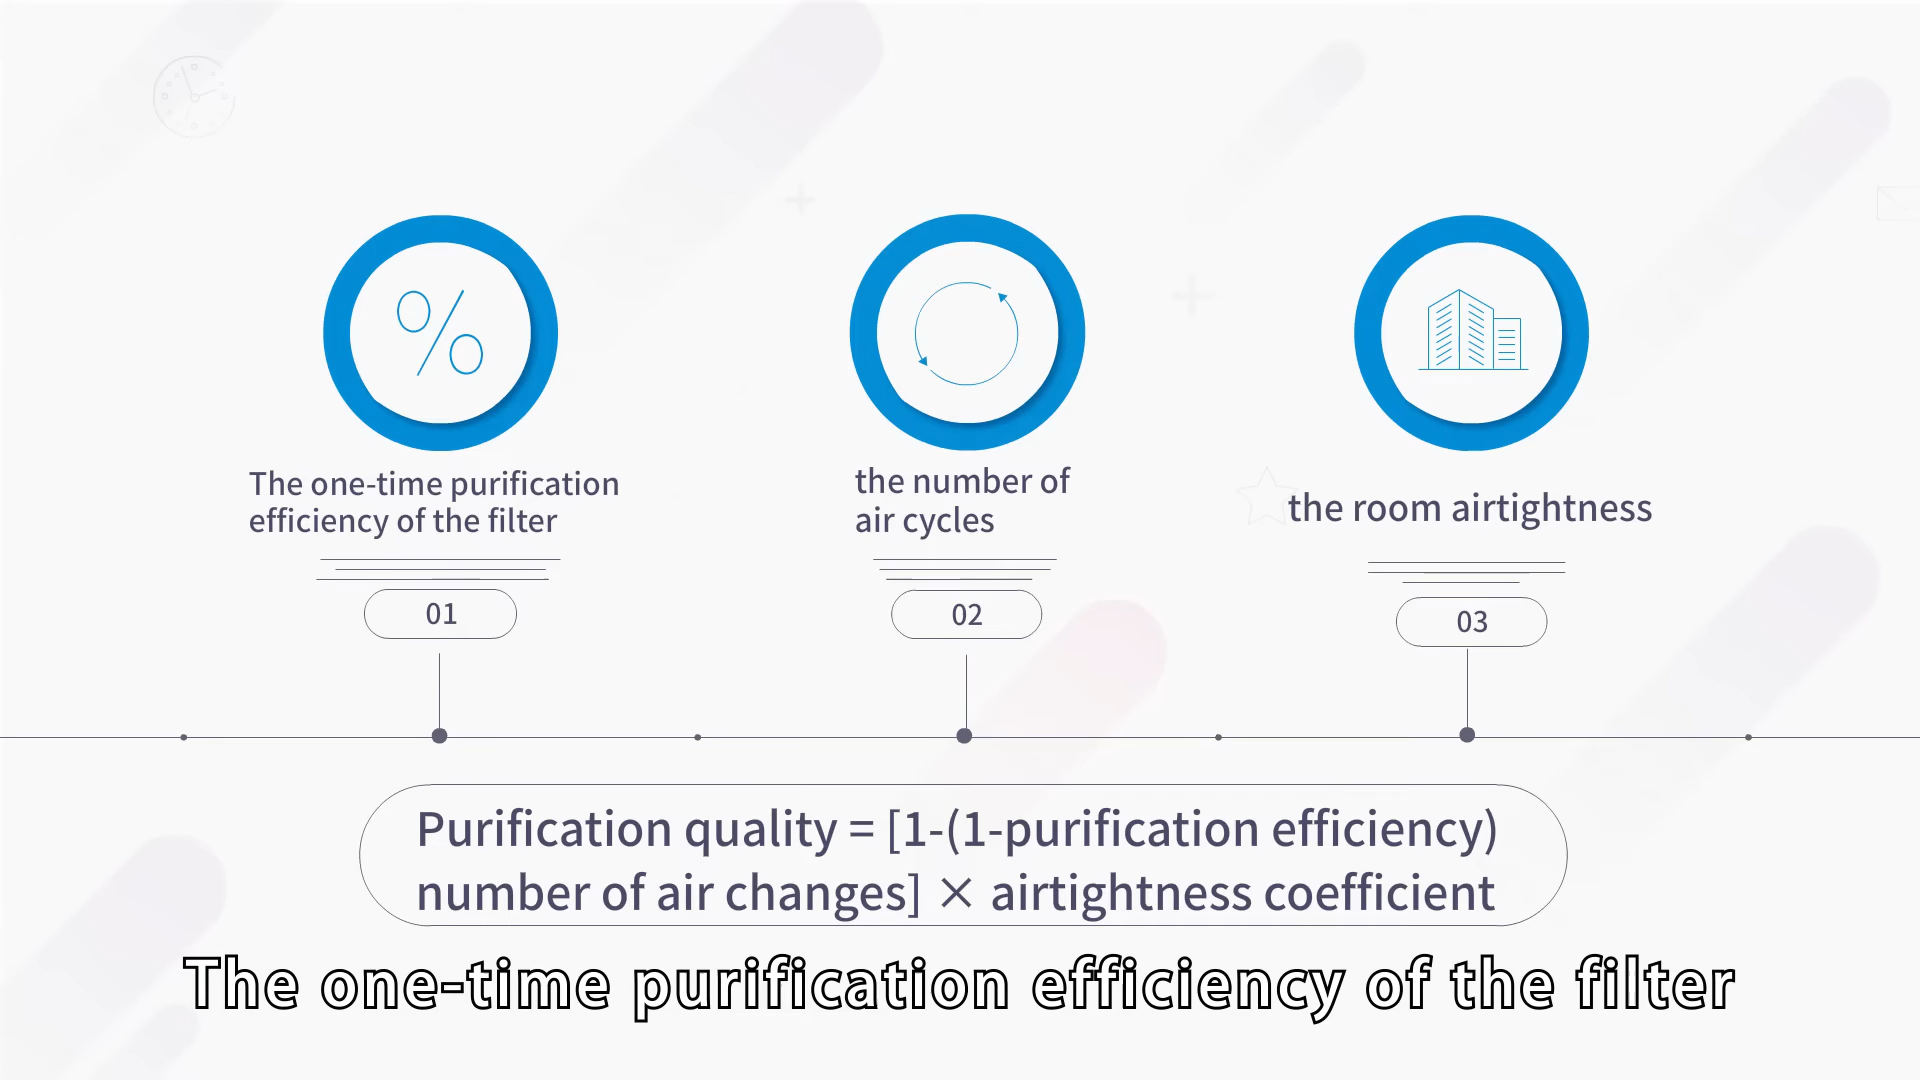 The one-time purification
efficiency of the filter
the number of
air cycles
the room airtightness
01
02
03
Purification quality = [1-(1-purification efficiency)
number of air changes] × airtightness coefficient
The one-time purification efficiency of the filter